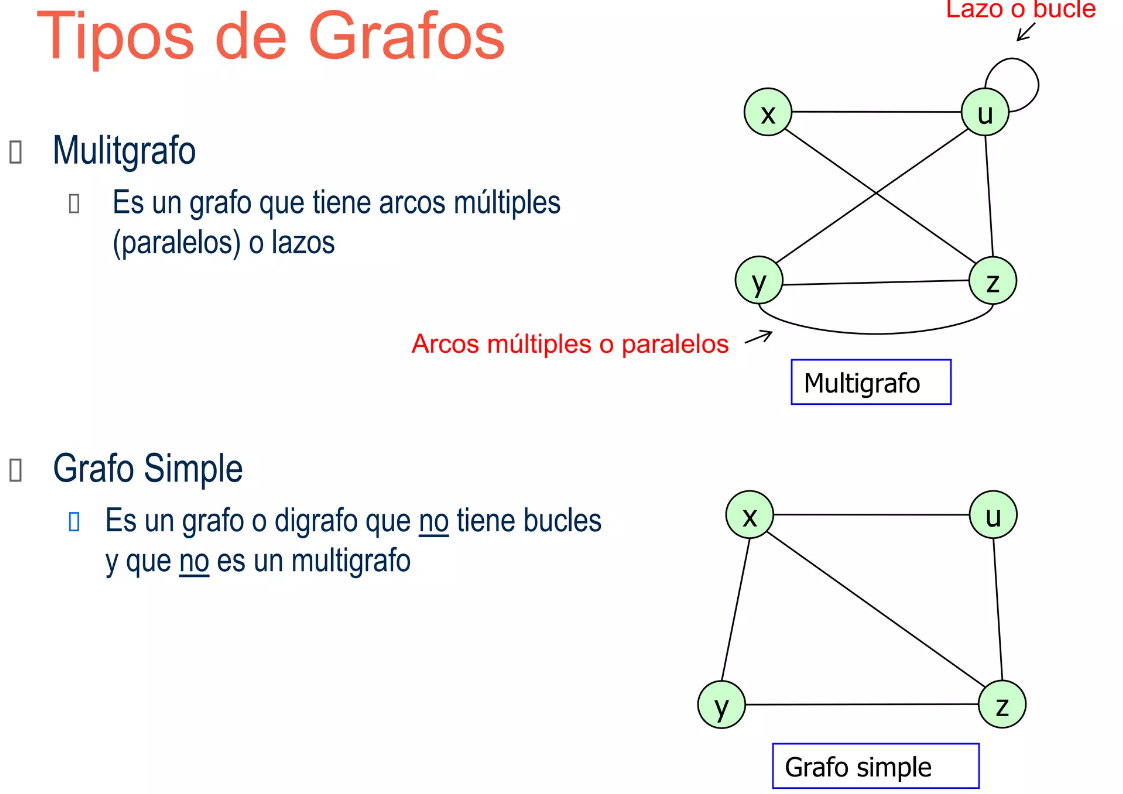 Tipos de Grafos
Lazo o bucle
Mulitgrafo
Es un grafo que tiene arcos múltiples
(paralelos) o lazos
x
u
y
z
Arcos múltiples o paralelos
Multigrafo
Grafo Simple
Es un grafo o digrafo que no tiene bucles
y que no es un multigrafo
x
u
y
z
Grafo simple